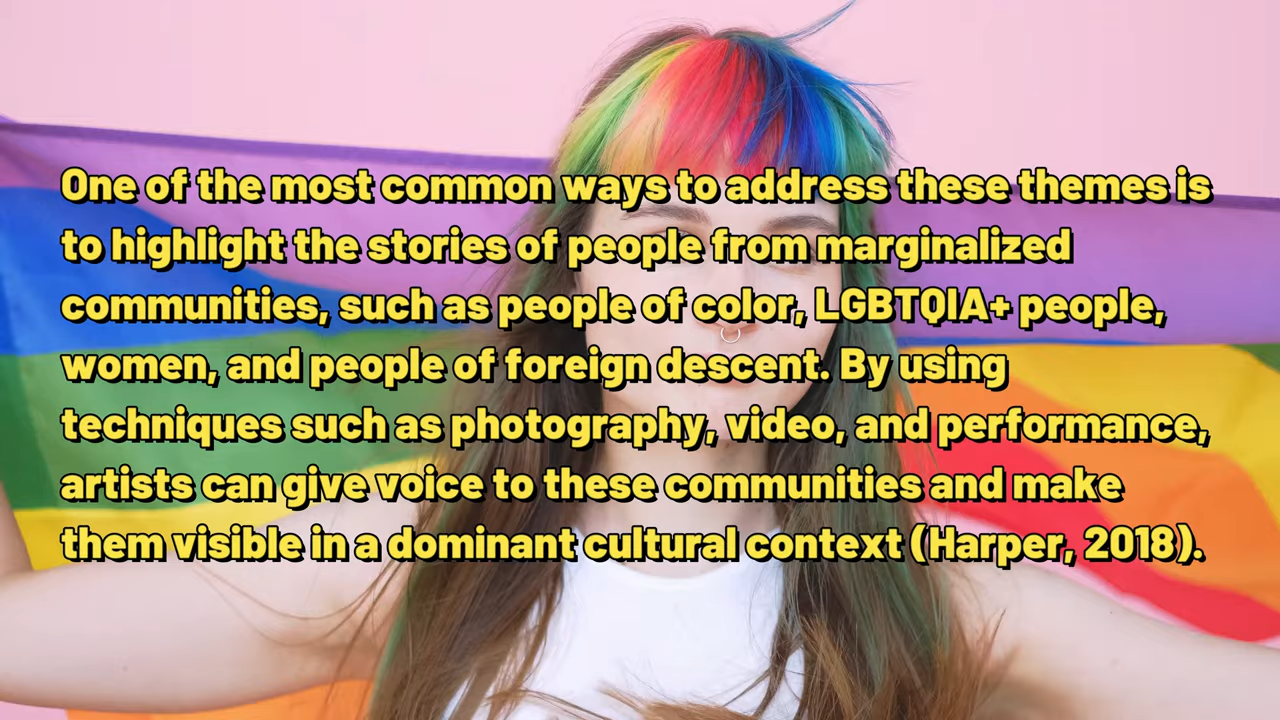 One of the most common ways to address these themes is
to highlight the stories of people from marginalized
communities, such as people of color, LGBTQIA+ people,
women, and people of foreign descent. By using
techniques such as photography, video, and performance,
artists can give voice to these communities and make
them visible in a dominant cultural context (Harper, 2018).